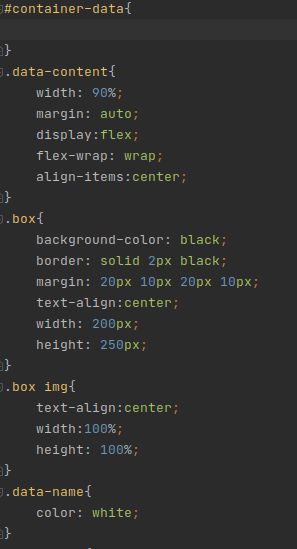 #container-data{
}
.data-content{
width: 90%;
margin: auto;
display:flex;
flex-wrap: wrap;
align-items:center;
}
.box{
background-color: black;
border: solid 2px black;
margin: 20px 10px 20px 10px;
text-align:center;
width: 200px;
height: 250px;
}
.box img{
text-align:center;
width:100%;
height: 100%;
}
.data-name{
color: white;
}